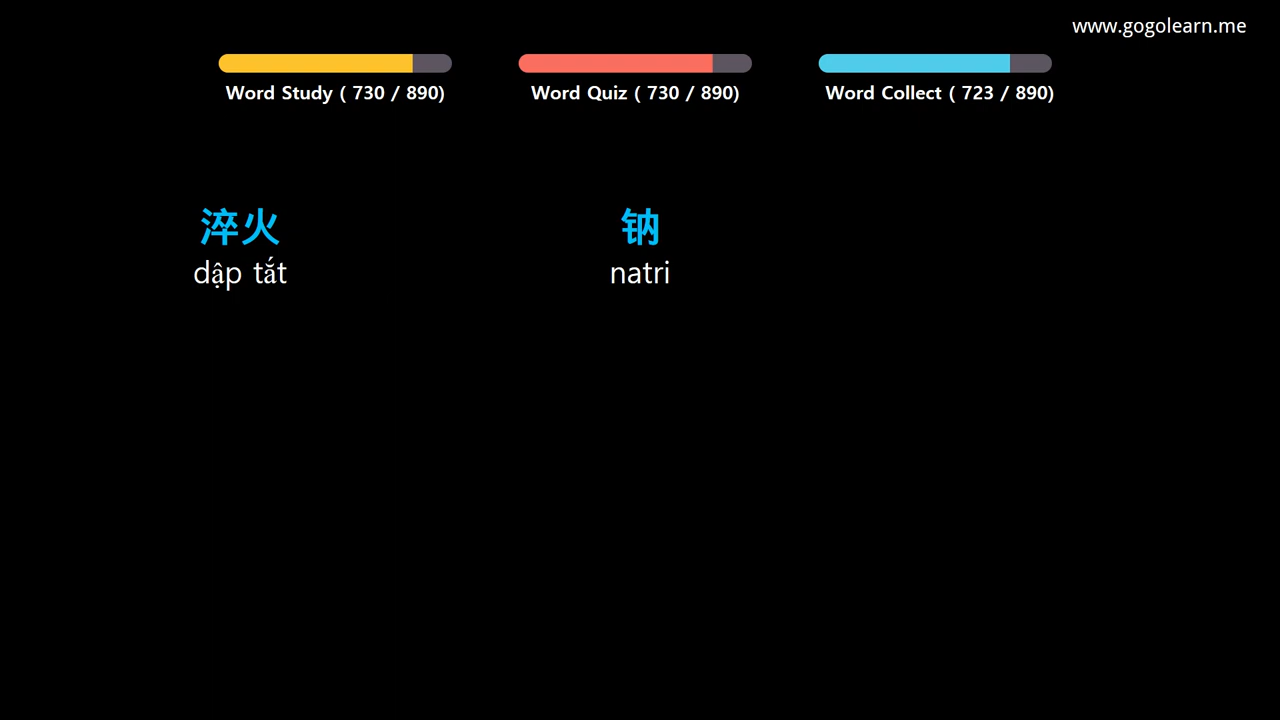 www.gogolearn.me
Word Study ( 730 / 890)
Word Quiz ( 730 / 890)
Word Collect ( 723 / 890)
淬火
dập tắt
钠
natri